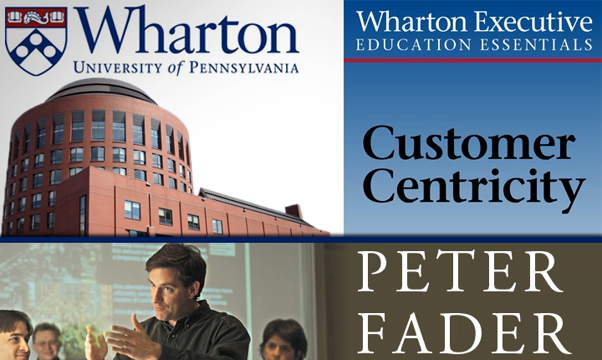 Wharton
UNIVERSITY of PENNSYLVANIA
Wharton Executive
EDUCATION ESSENTIALS
Customer
Centricity
PETER
FADER